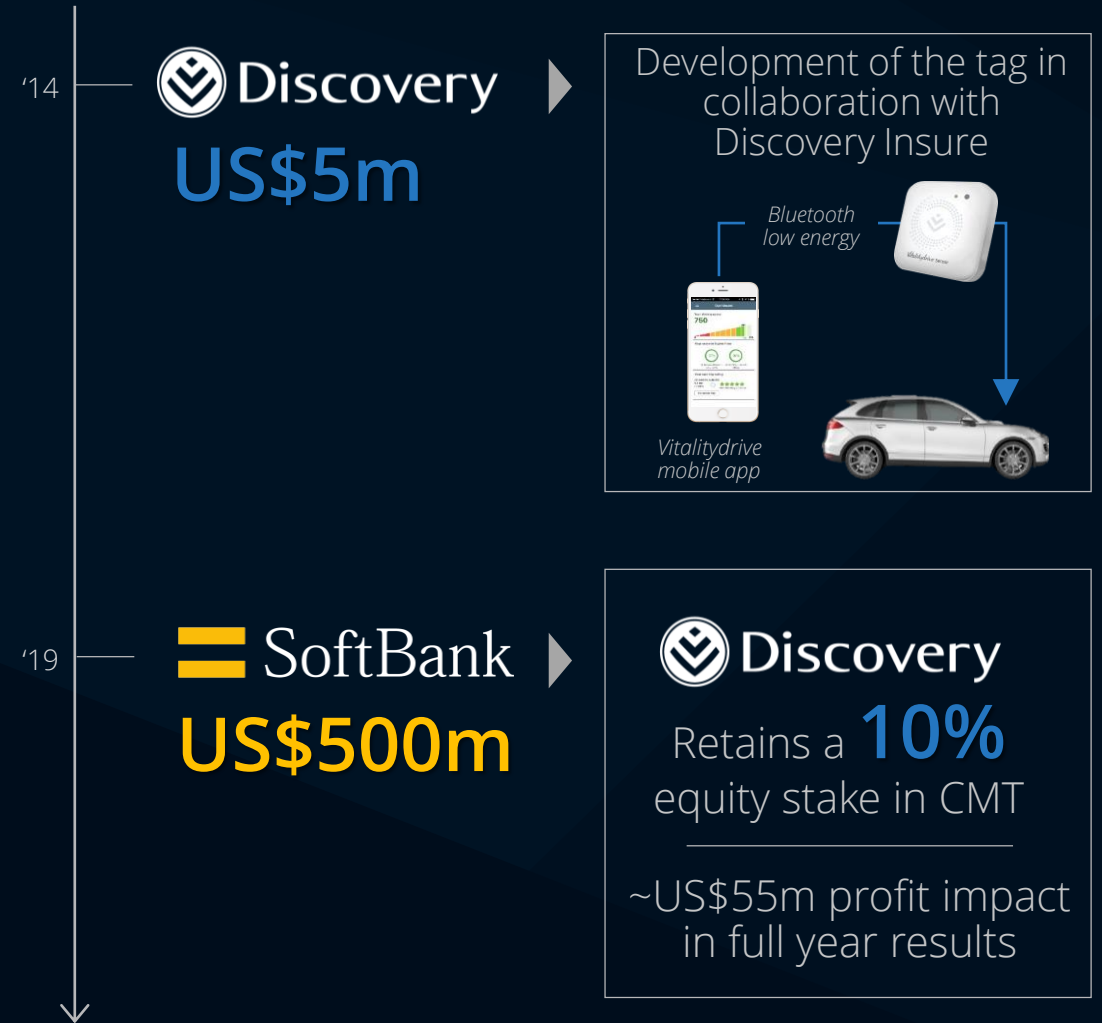 ‘14
Discovery
US$5m
Development of the tag in
collaboration with
Discovery Insure
Bluetooth
low energy
760
Vitalitydrive
mobile app
‘19
SoftBank
US$500m
Discovery
Retains a 10%
equity stake in CMT
~US$55m profit impact
in full year results